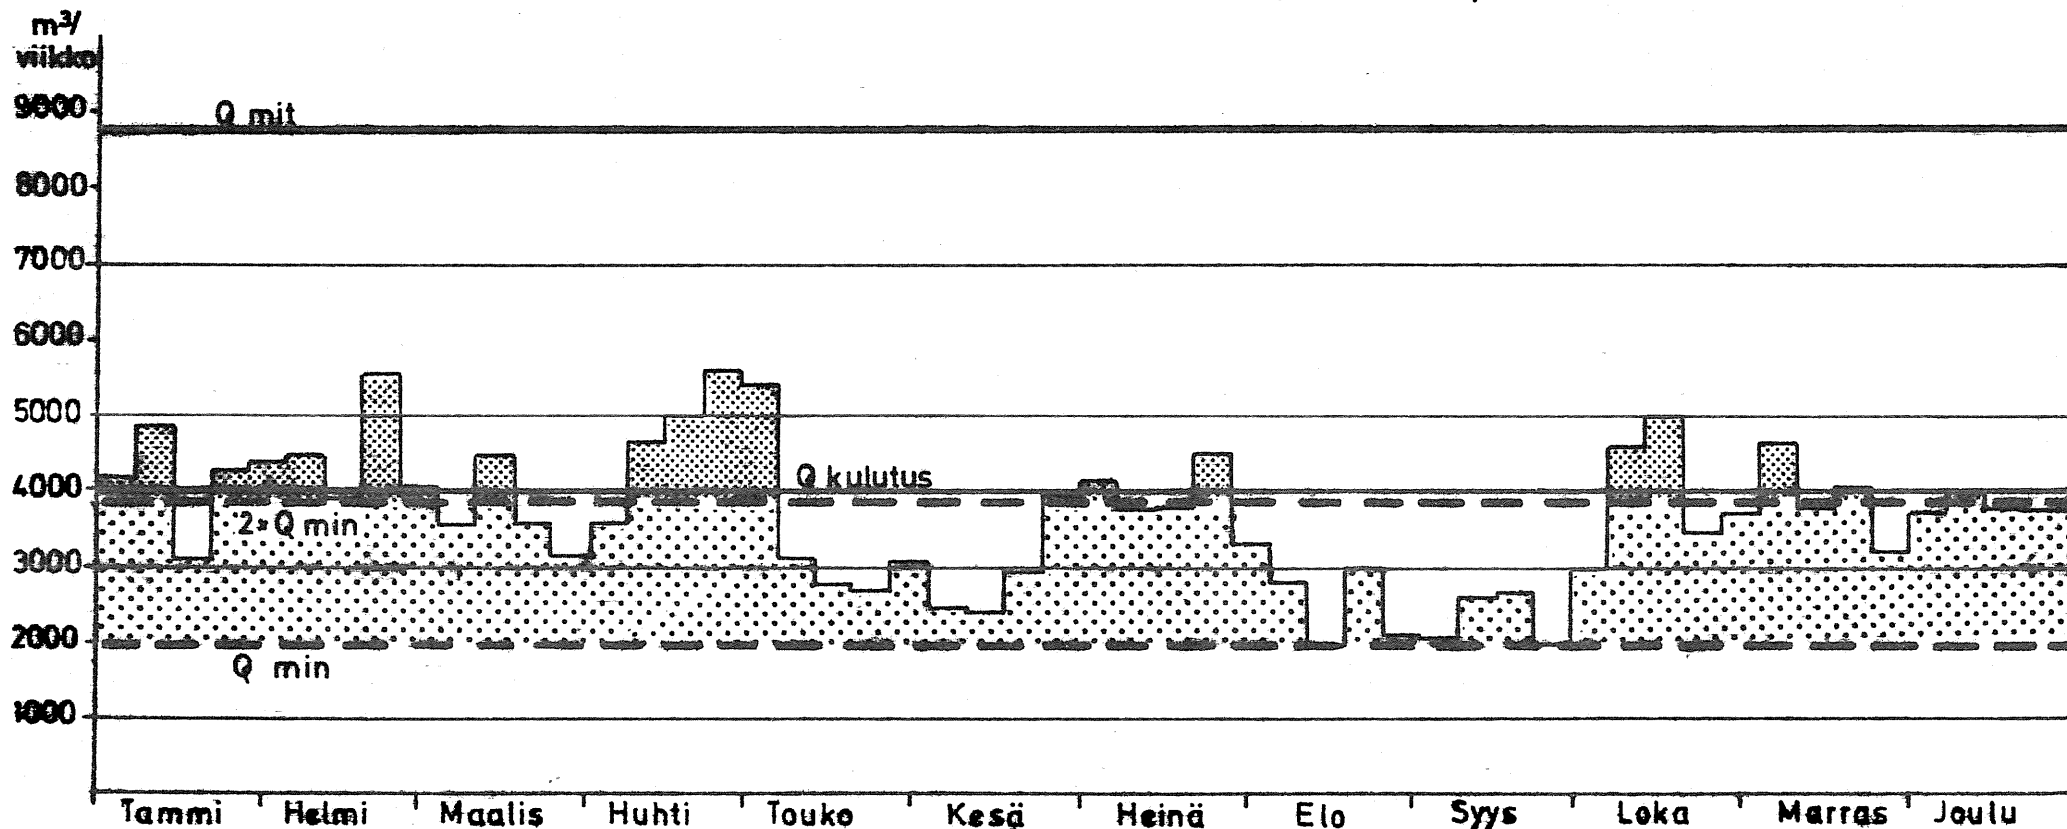 m³/
viikko
9000
Q mit
8000
7000
6000
5000
4000
Q kulutus
2×Q min
3000
2000
Q min
1000
Tammi Helmi Maalis Huhti Touko Kesä Heinä Elo Syys Loka Marras Joulu